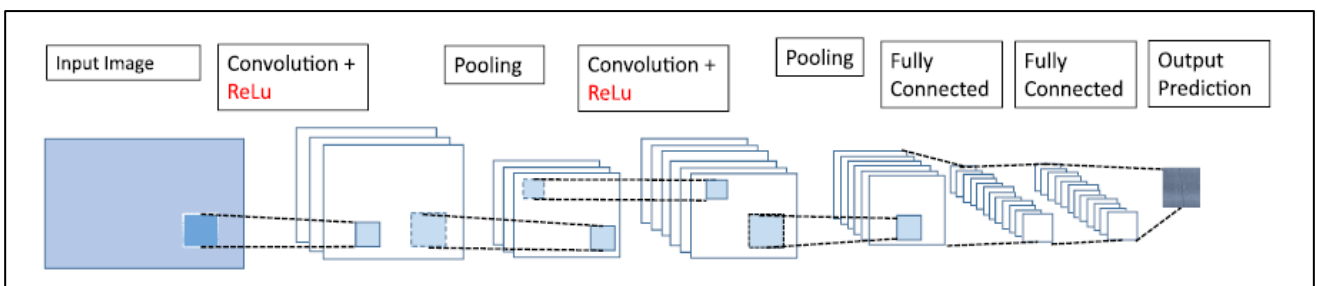 Input Image
Convolution +
ReLu
Pooling
Convolution +
ReLu
Pooling
Fully
Connected
Fully
Connected
Output
Prediction